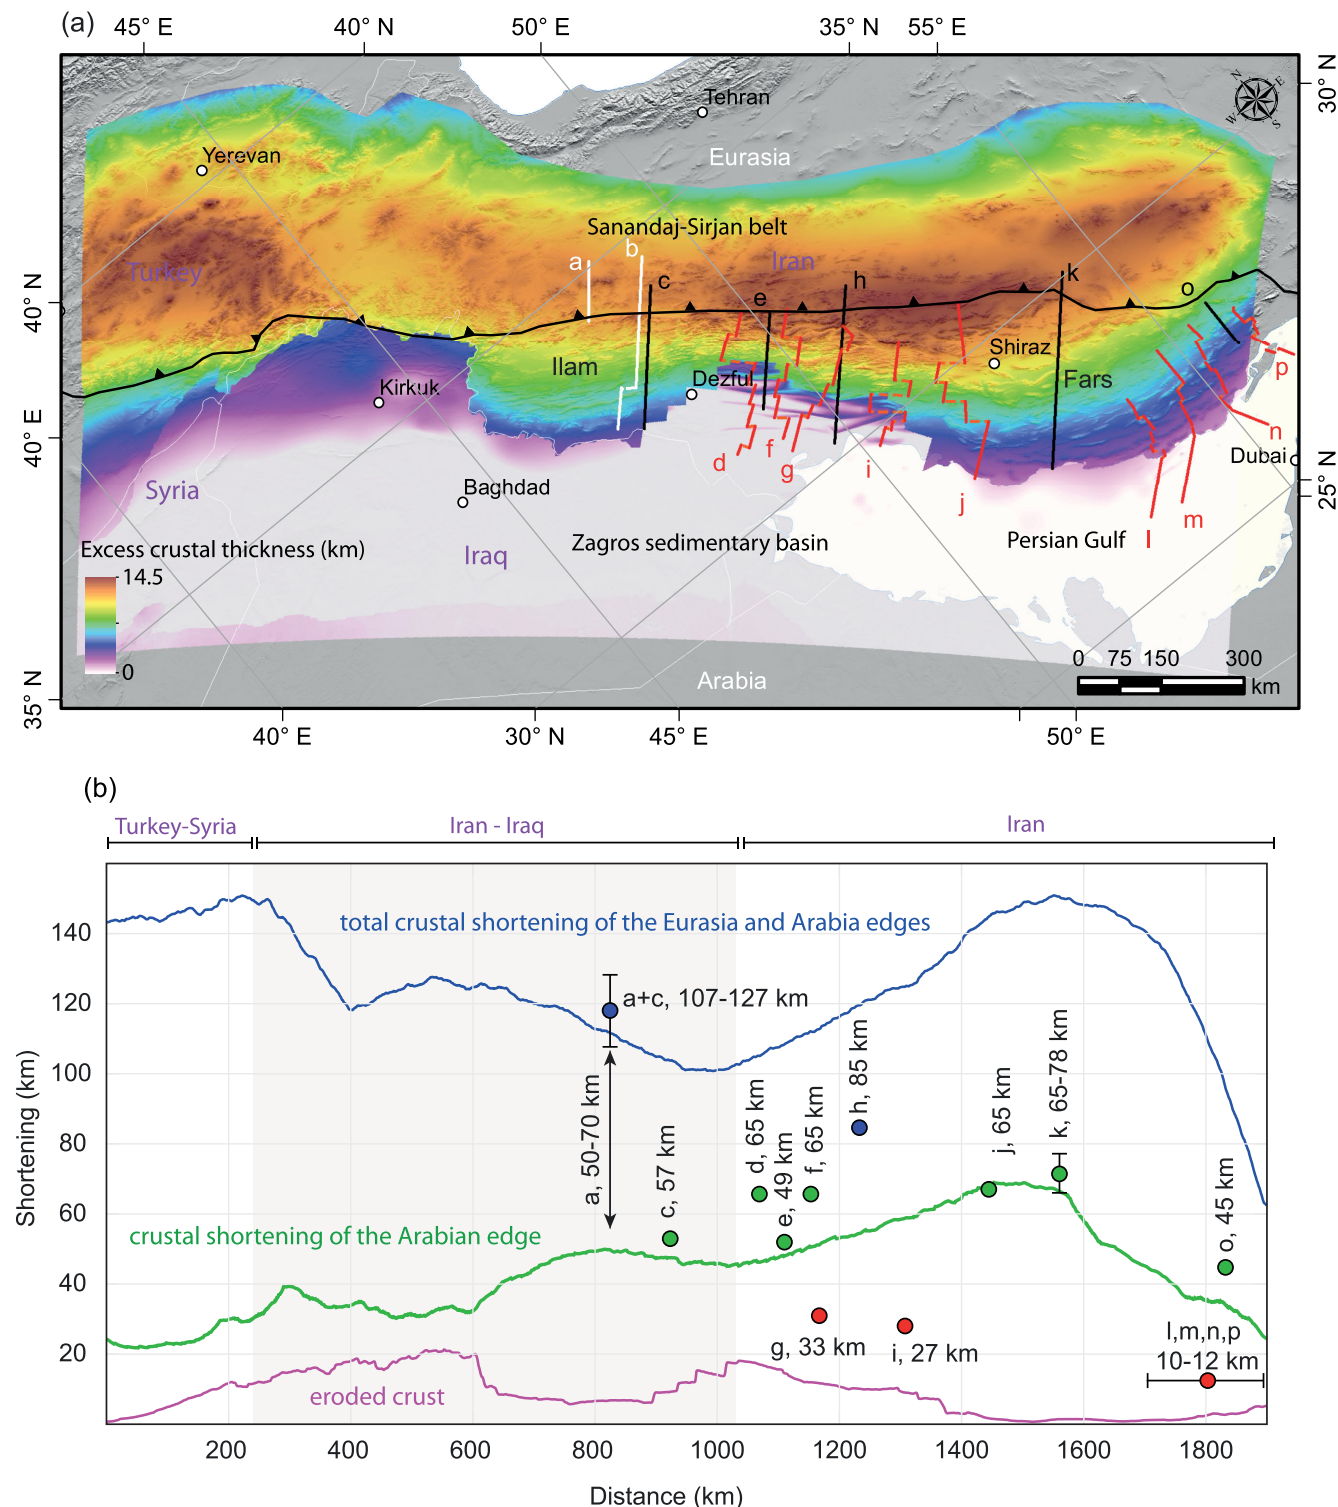 (a)
45° E
40° N
50° E
35° N
55° E
30° N
Tehran
N
E
W
S
Eurasia
Yerevan
Sanandaj-Sirjan belt
Turkey
Iran
a
b
c
e
h
k
o
40° N
Ilam
Shiraz
Fars
Dezful
Kirkuk
p
40° E
d
f
g
i
j
n
Dubai
25° N
Syria
Baghdad
m
l
Excess crustal thickness (km)
Iraq
Zagros sedimentary basin
Persian Gulf
14.5
0
0 75 150 300
km
Arabia
35° N
40° E
30° N
45° E
50° E
(b)
Turkey-Syria
Iran - Iraq
Iran
total crustal shortening of the Eurasia and Arabia edges
140
120
100
80
60
40
20
Shortening (km)
a+c, 107-127 km
a, 50-70 km
c, 57 km
d, 65 km
e, 49 km
f, 65 km
h, 85 km
j, 65 km
k, 65-78 km
o, 45 km
crustal shortening of the Arabian edge
g, 33 km
i, 27 km
l,m,n,p
10-12 km
eroded crust
200 400 600 800 1000 1200 1400 1600 1800
Distance (km)